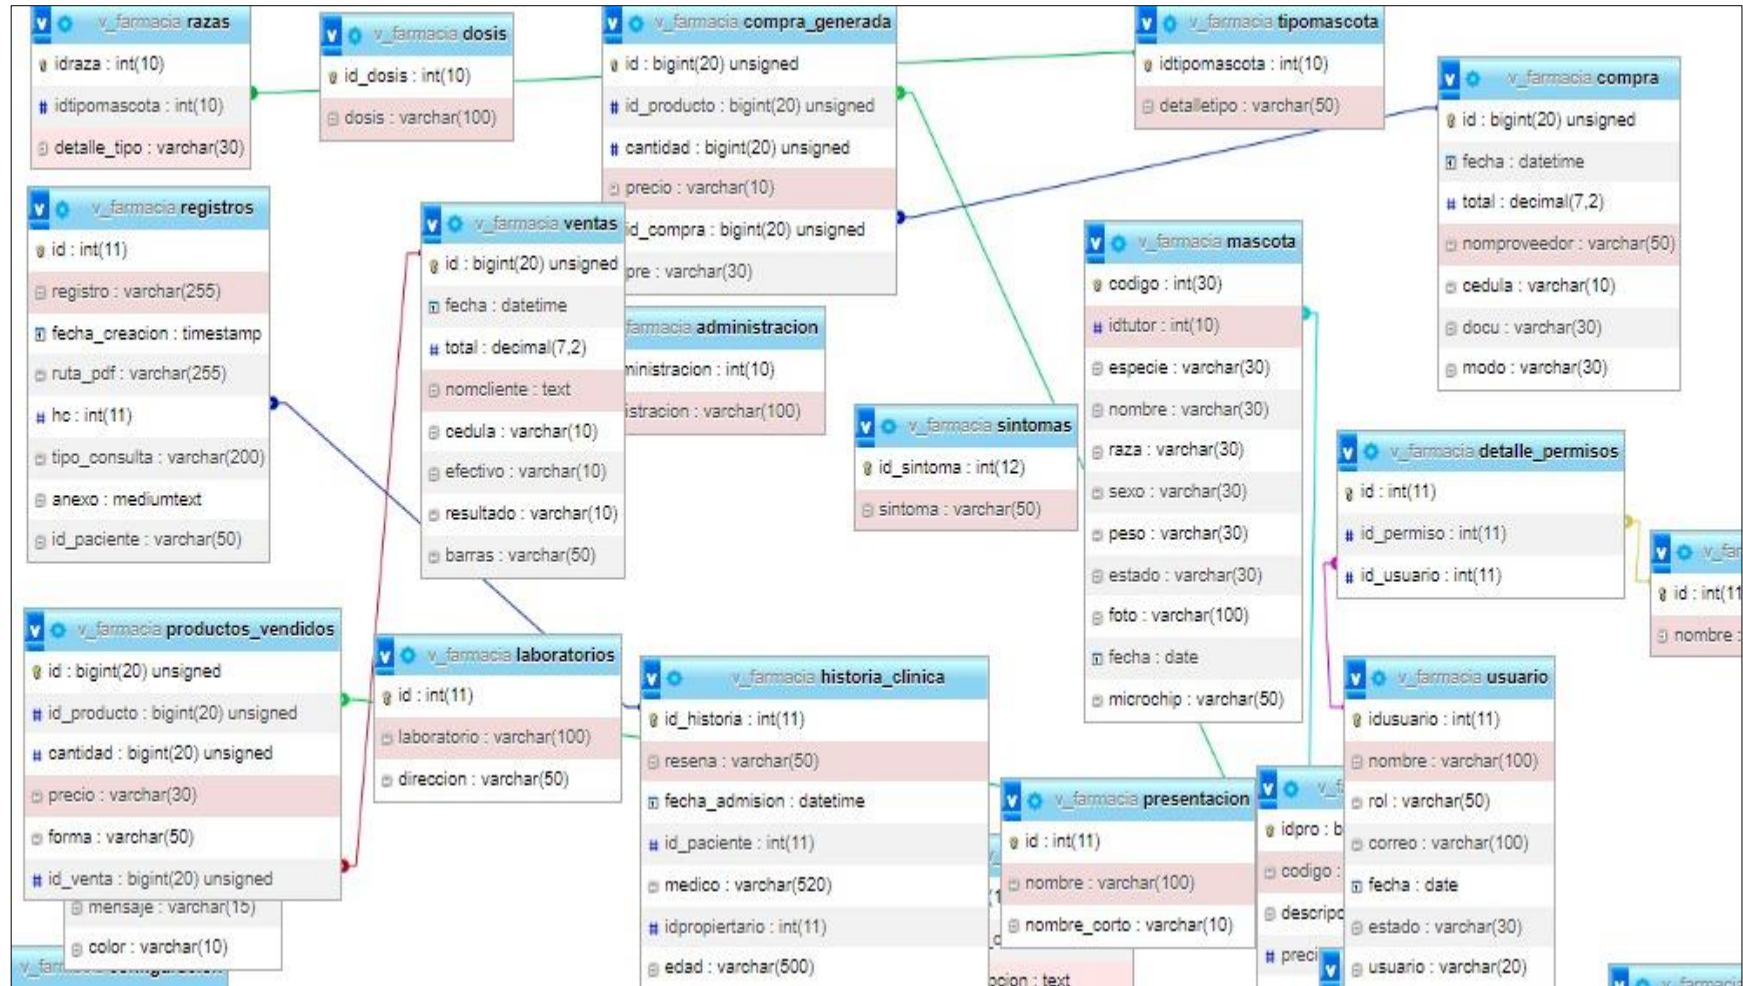 v_farmacia razas
idraza : int(10)
idtipomascota : int(10)
detalle_tipo : varchar(30)
v_farmacia dosis
id_dosis : int(10)
dosis : varchar(100)
v_farmacia compra_generada
id : bigint(20) unsigned
id_producto : bigint(20) unsigned
cantidad : bigint(20) unsigned
precio : varchar(10)
id_compra : bigint(20) unsigned
pre : varchar(30)
v_farmacia tipomascota
idtipomascota : int(10)
detalletipo : varchar(50)
v_farmacia compra
id : bigint(20) unsigned
fecha : datetime
total : decimal(7,2)
nomproveedor : varchar(50)
cedula : varchar(10)
docu : varchar(30)
modo : varchar(30)
v_farmacia registros
id : int(11)
registro : varchar(255)
fecha_creacion : timestamp
ruta_pdf : varchar(255)
hc : int(11)
tipo_consulta : varchar(200)
anexo : mediumtext
id_paciente : varchar(50)
v_farmacia ventas
id : bigint(20) unsigned
fecha : datetime
total : decimal(7,2)
nomcliente : text
cedula : varchar(10)
efectivo : varchar(10)
resultado : varchar(10)
barras : varchar(50)
farmacia administracion
ministracion : int(10)
istracion : varchar(100)
v_farmacia mascota
codigo : int(30)
idtutor : int(10)
especie : varchar(30)
nombre : varchar(30)
raza : varchar(30)
sexo : varchar(30)
peso : varchar(30)
estado : varchar(30)
foto : varchar(100)
fecha : date
microchip : varchar(50)
v_farmacia sintomas
id_sintoma : int(12)
sintoma : varchar(50)
v_farmacia detalle_permisos
id : int(11)
id_permiso : int(11)
id_usuario : int(11)
v_far
id : int(11
nombre :
v_farmacia productos_vendidos
id : bigint(20) unsigned
id_producto : bigint(20) unsigned
cantidad : bigint(20) unsigned
precio : varchar(30)
forma : varchar(50)
id_venta : bigint(20) unsigned
mensaje : varchar(15)
color : varchar(10)
v_far
v_farmacia laboratorios
id : int(11)
laboratorio : varchar(100)
direccion : varchar(50)
v_farmacia historia_clinica
id_historia : int(11)
resena : varchar(50)
fecha_admision : datetime
id_paciente : int(11)
medico : varchar(520)
idpropiertario : int(11)
edad : varchar(500)
v_farmacia presentacion
id : int(11)
nombre : varchar(100)
nombre_corto : varchar(10)
pcion : text
idpro : b
codigo :
descripc
preci
v_farmacia usuario
idusuario : int(11)
nombre : varchar(100)
rol : varchar(50)
correo : varchar(100)
fecha : date
estado : varchar(30)
usuario : varchar(20)
v_farmacia